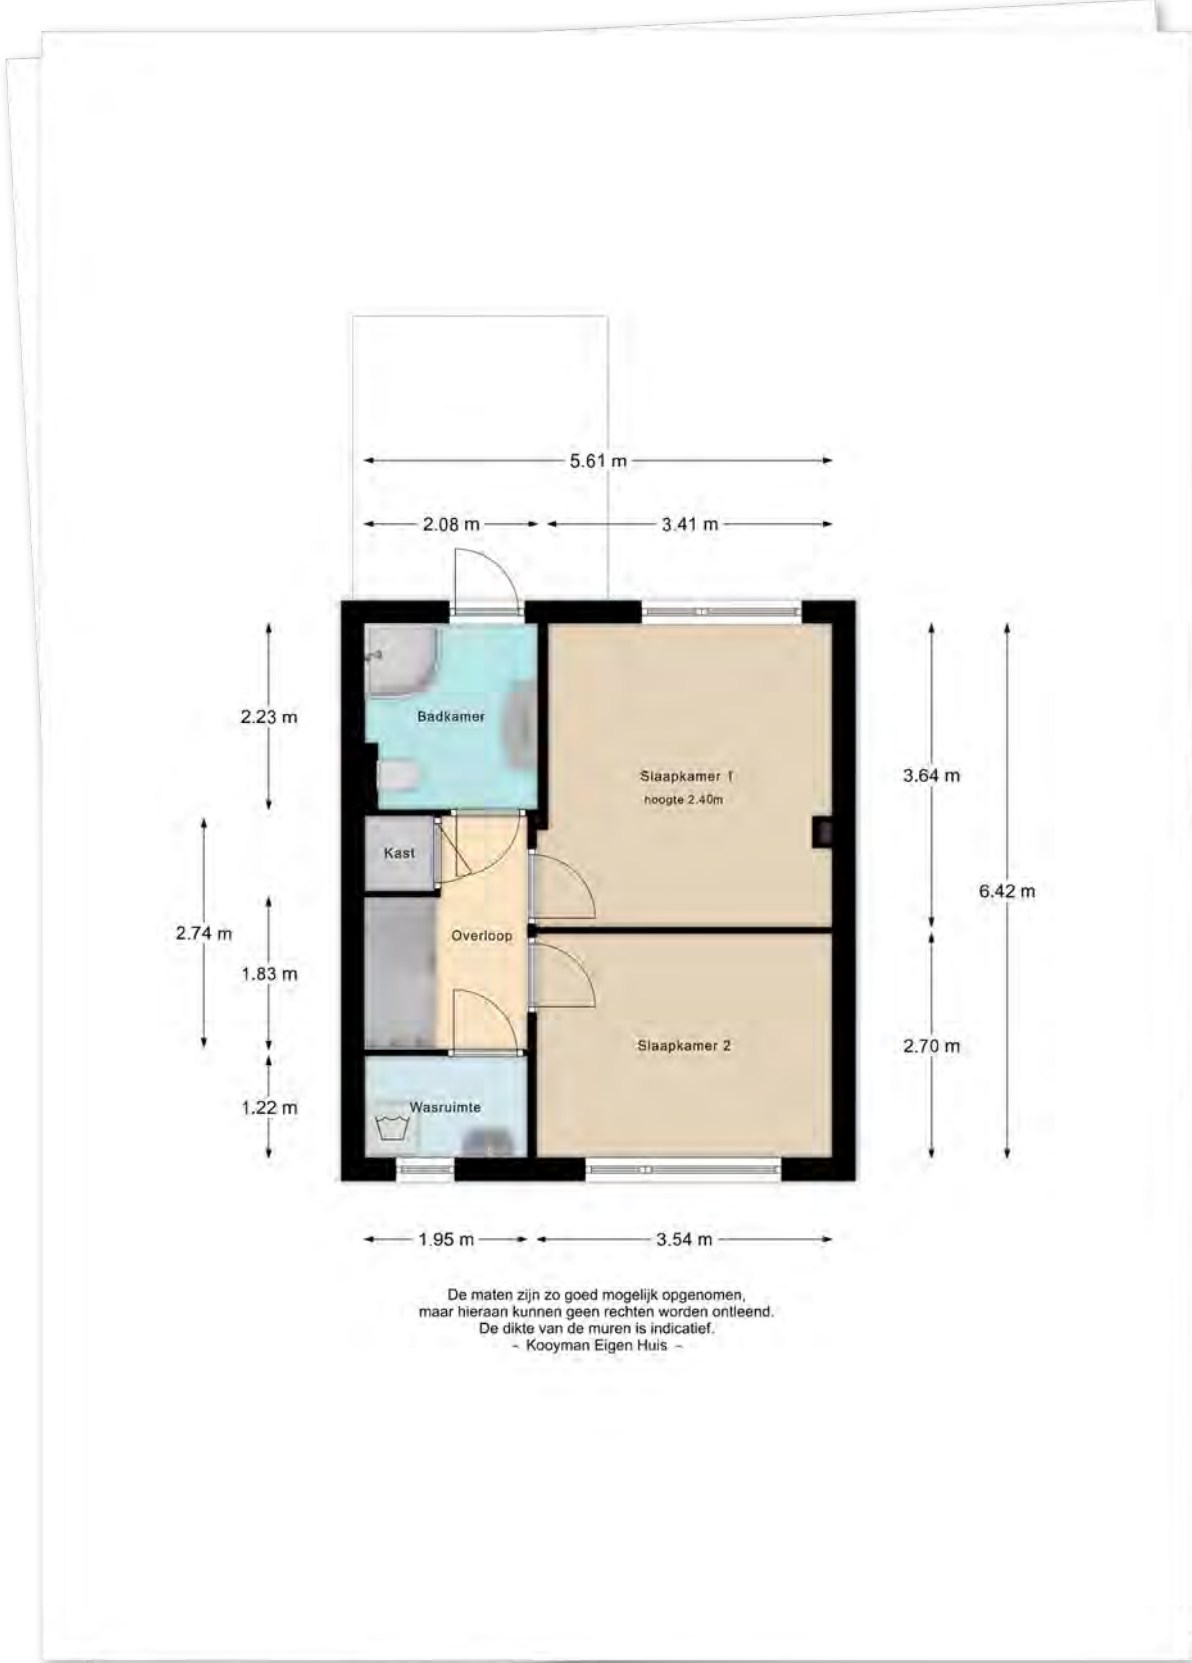 5.61 m
2.08 m
3.41 m
2.23 m
Badkamer
Slaapkamer 1
hoogte 2.40m
3.64 m
Kast
6.42 m
2.74 m
Overloop
1.83 m
Slaapkamer 2
2.70 m
1.22 m
Wasruimte
1.95 m
3.54 m
De maten zijn zo goed mogelijk opgenomen,
maar hieraan kunnen geen rechten worden ontleend.
De dikte van de muren is indicatief.
~ Kooyman Eigen Huis ~